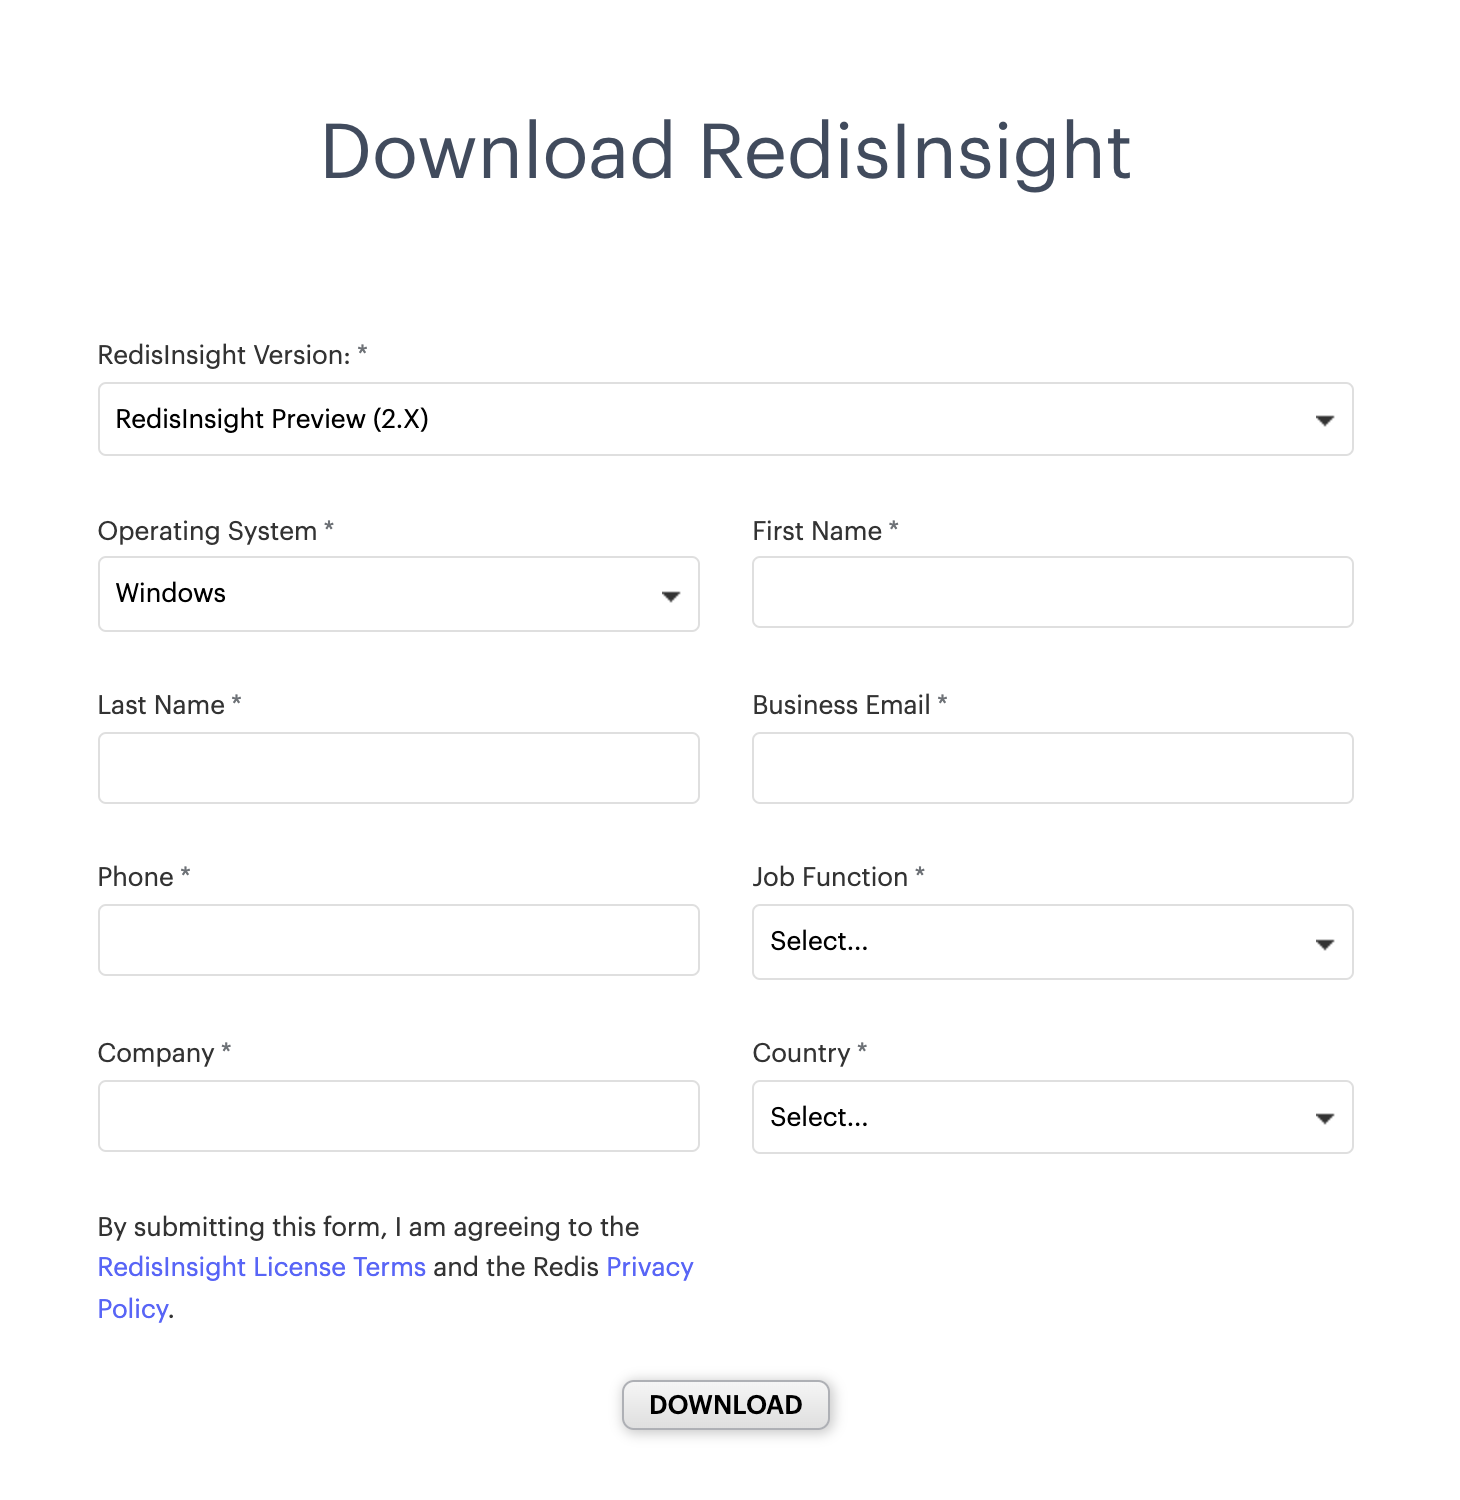 Download RedisInsight
RedisInsight Version: *
RedisInsight Preview (2.X)
Operating System *
Windows
First Name *
Last Name *
Business Email *
Phone *
Job Function *
Select...
Company *
Country *
Select...
By submitting this form, I am agreeing to the
RedisInsight License Terms and the Redis Privacy
Policy.
DOWNLOAD